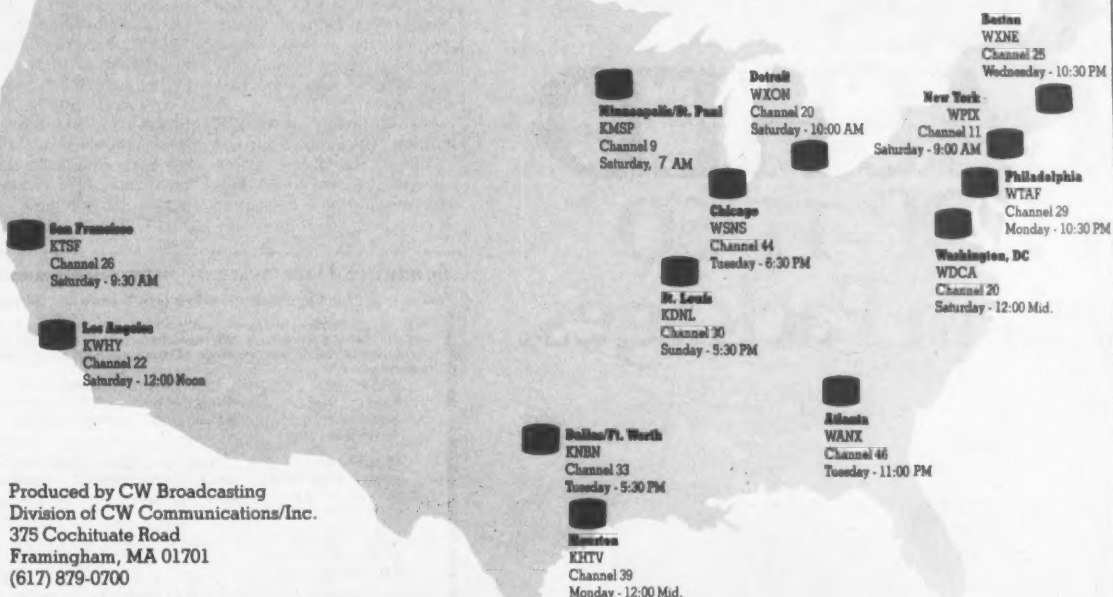 Boston
WXNE
Channel 25
Wednesday - 10:30 PM
Detroit
WXON
Channel 20
Saturday - 10:00 AM
New York
WPIX
Channel 11
Saturday - 9:00 AM
Minneapolis/St. Paul
KMSP
Channel 9
Saturday, 7 AM
Philadelphia
WTAF
Channel 29
Monday - 10:30 PM
Chicago
WSNS
Channel 44
Tuesday - 6:30 PM
Washington, DC
WDCA
Channel 20
Saturday - 12:00 Mid.
San Francisco
KTSF
Channel 26
Saturday - 9:30 AM
St. Louis
KDNL
Channel 30
Sunday - 5:30 PM
Los Angeles
KWHY
Channel 22
Saturday - 12:00 Noon
Atlanta
WANX
Channel 46
Tuesday - 11:00 PM
Dallas/Ft. Worth
KNBN
Channel 33
Tuesday - 5:30 PM
Houston
KHTV
Channel 39
Monday - 12:00 Mid.
Produced by CW Broadcasting
Division of CW Communications/Inc.
375 Cochituate Road
Framingham, MA 01701
(617) 879-0700